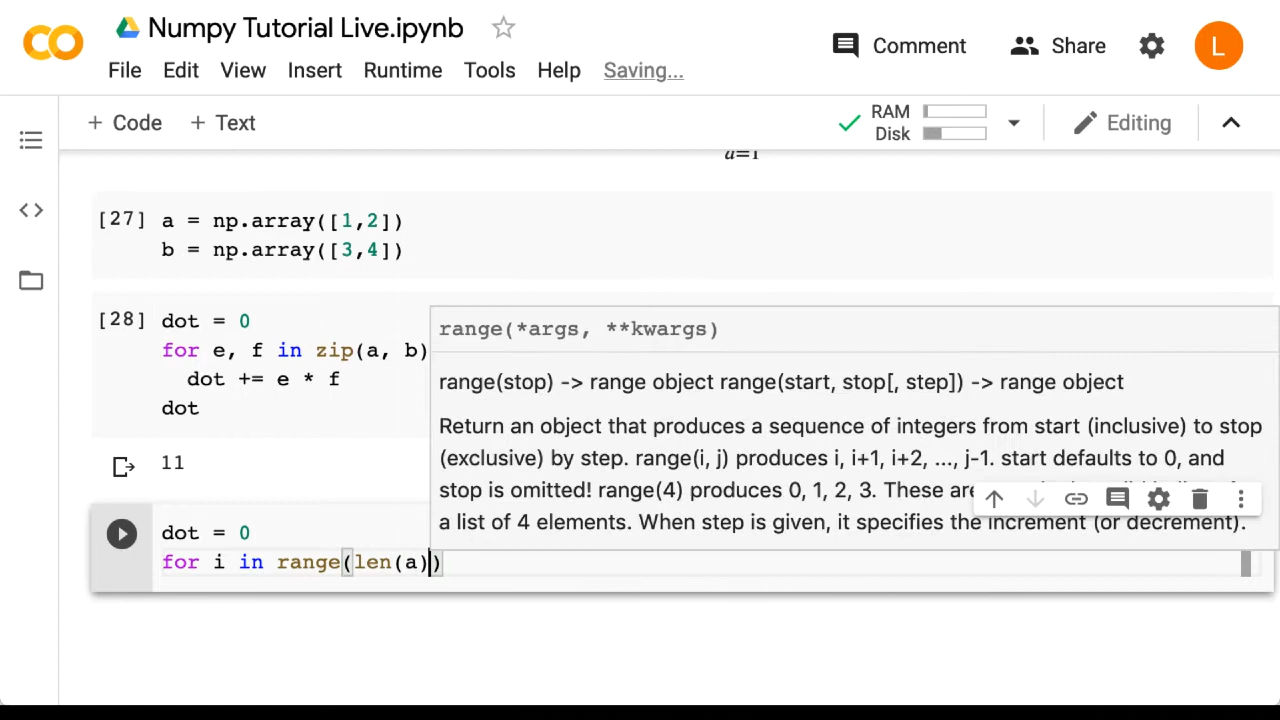 Numpy Tutorial Live.ipynb
Comment
Share
L
File Edit View Insert Runtime Tools Help Saving...
+ Code + Text
RAM
Disk
Editing
a=1
[27] a = np.array([1,2])
b = np.array([3,4])
[28] dot = 0
for e, f in zip(a, b)
dot += e * f
dot
11
range(*args, **kwargs)
range(stop) -> range object range(start, stop[, step]) -> range object
Return an object that produces a sequence of integers from start (inclusive) to stop
(exclusive) by step. range(i, j) produces i, i+1, i+2, ..., j-1. start defaults to 0, and
stop is omitted! range(4) produces 0, 1, 2, 3. These are
a list of 4 elements. When step is given, it specifies the increment (or decrement).
dot = 0
for i in range(len(a))